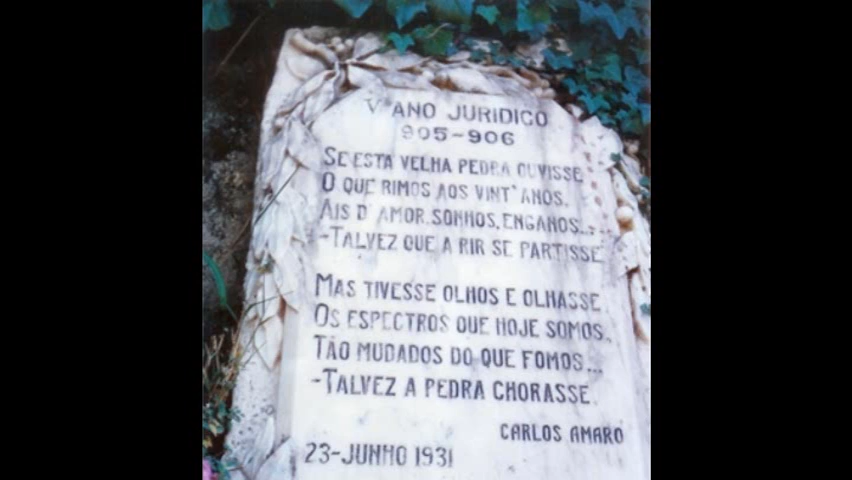 V ANO JURIDICO
905-906
SE ESTA VELHA PEDRA OUVISSE
O QUE RIMOS AOS VINT'ANOS,
AIS D'AMOR, SONHOS, ENGANOS.....
-TALVEZ QUE A RIR SE PARTISSE
MAS TIVESSE OLHOS E OLHASSE
OS ESPECTROS QUE HOJE SOMOS,
TÃO MUDADOS DO QUE FOMOS...
-TALVEZ A PEDRA CHORASSE.
CARLOS AMARO
23-JUNHO 1931